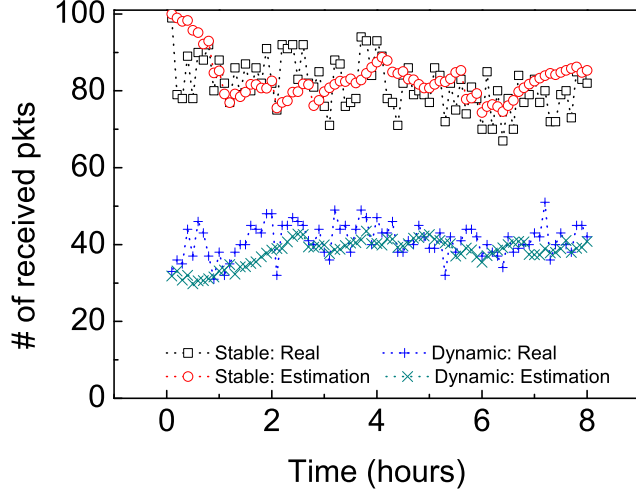 100
80
60
40
20
0
# of received pkts
Stable: Real
Dynamic: Real
Stable: Estimation
Dynamic: Estimation
0 2 4 6 8
Time (hours)